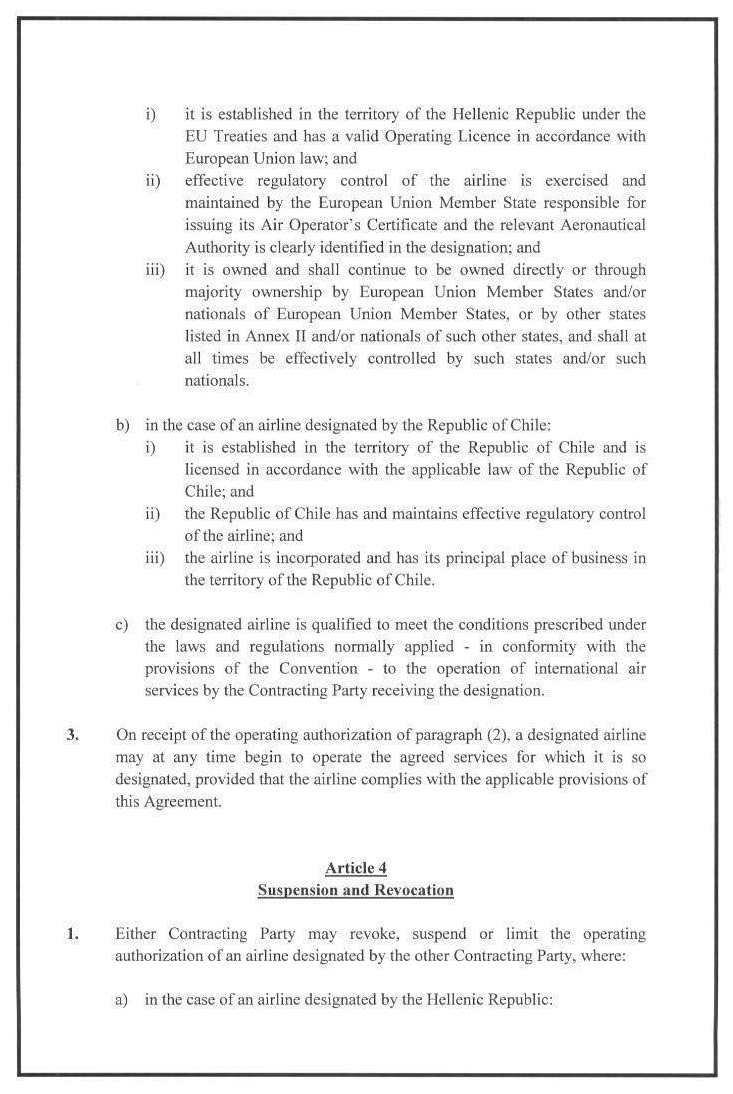 i) it is established in the territory of the Hellenic Republic under the
EU Treaties and has a valid Operating Licence in accordance with
European Union law; and
ii) effective regulatory control of the airline is exercised and
maintained by the European Union Member State responsible for
issuing its Air Operator's Certificate and the relevant Aeronautical
Authority is clearly identified in the designation; and
iii) it is owned and shall continue to be owned directly or through
majority ownership by European Union Member States and/or
nationals of European Union Member States, or by other states
listed in Annex II and/or nationals of such other states, and shall at
all times be effectively controlled by such states and/or such
nationals.
b) in the case of an airline designated by the Republic of Chile:
i) it is established in the territory of the Republic of Chile and is
licensed in accordance with the applicable law of the Republic of
Chile; and
ii) the Republic of Chile has and maintains effective regulatory control
of the airline; and
iii) the airline is incorporated and has its principal place of business in
the territory of the Republic of Chile.
c) the designated airline is qualified to meet the conditions prescribed under
the laws and regulations normally applied - in conformity with the
provisions of the Convention - to the operation of international air
services by the Contracting Party receiving the designation.
3. On receipt of the operating authorization of paragraph (2), a designated airline
may at any time begin to operate the agreed services for which it is so
designated, provided that the airline complies with the applicable provisions of
this Agreement.
Article 4
Suspension and Revocation
1. Either Contracting Party may revoke, suspend or limit the operating
authorization of an airline designated by the other Contracting Party, where:
a) in the case of an airline designated by the Hellenic Republic: